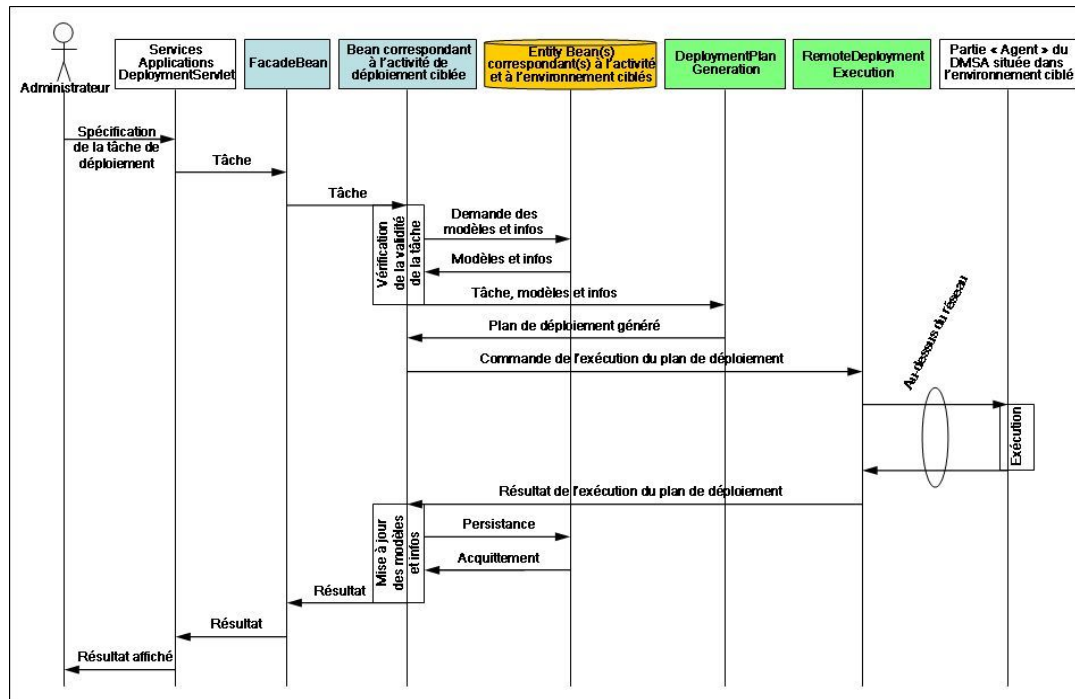 Administrateur
Services
Applications
DeploymentServlet
FacadeBean
Bean correspondant
à l'activité de
déploiement ciblée
Entity Bean(s)
correspondant(s) à l'activité
et à l'environnement ciblés
DeploymentPlan
Generation
RemoteDeployment
Execution
Partie « Agent » du
DMSA située dans
l'environnement ciblé
Spécification
de la tâche de
déploiement
Tâche
Tâche
Vérification
de la validité
de la tâche
Demande des
modèles et infos
Modèles et infos
Tâche, modèles et infos
Plan de déploiement généré
Commande de l'exécution du plan de déploiement
Au-dessus du réseau
Exécution
Résultat de l'exécution du plan de déploiement
Mise à jour
des modèles
et infos
Persistance
Acquittement
Résultat
Résultat
Résultat affiché